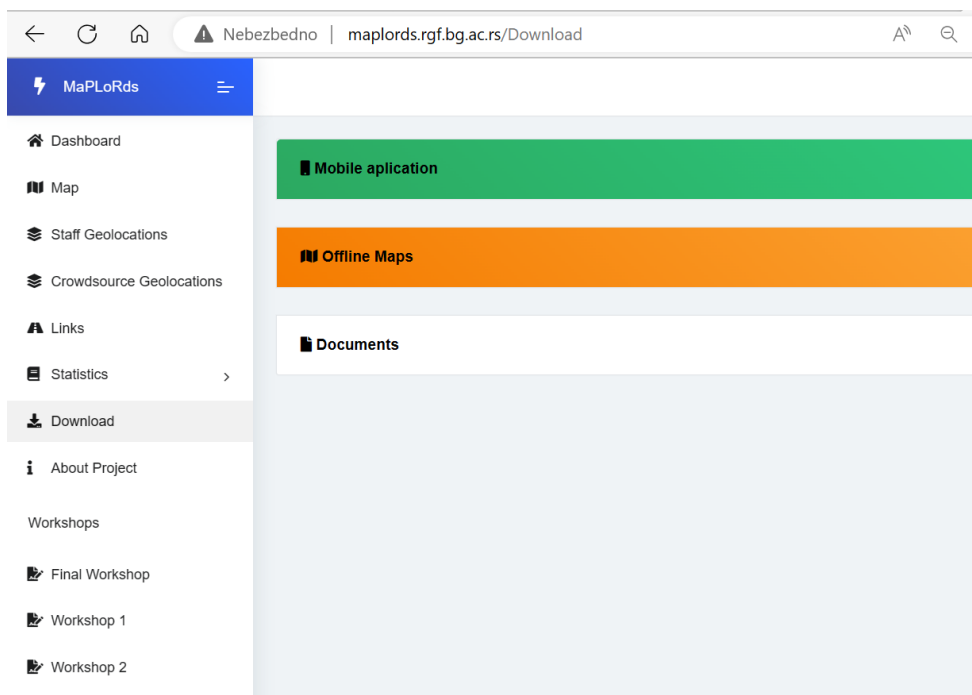 Nebezbedno | maplords.rgf.bg.ac.rs/Download
MaPLoRds
Dashboard
Map
Staff Geolocations
Crowdsource Geolocations
Links
Statistics
Download
About Project
Workshops
Final Workshop
Workshop 1
Workshop 2
Mobile aplication
Offline Maps
Documents